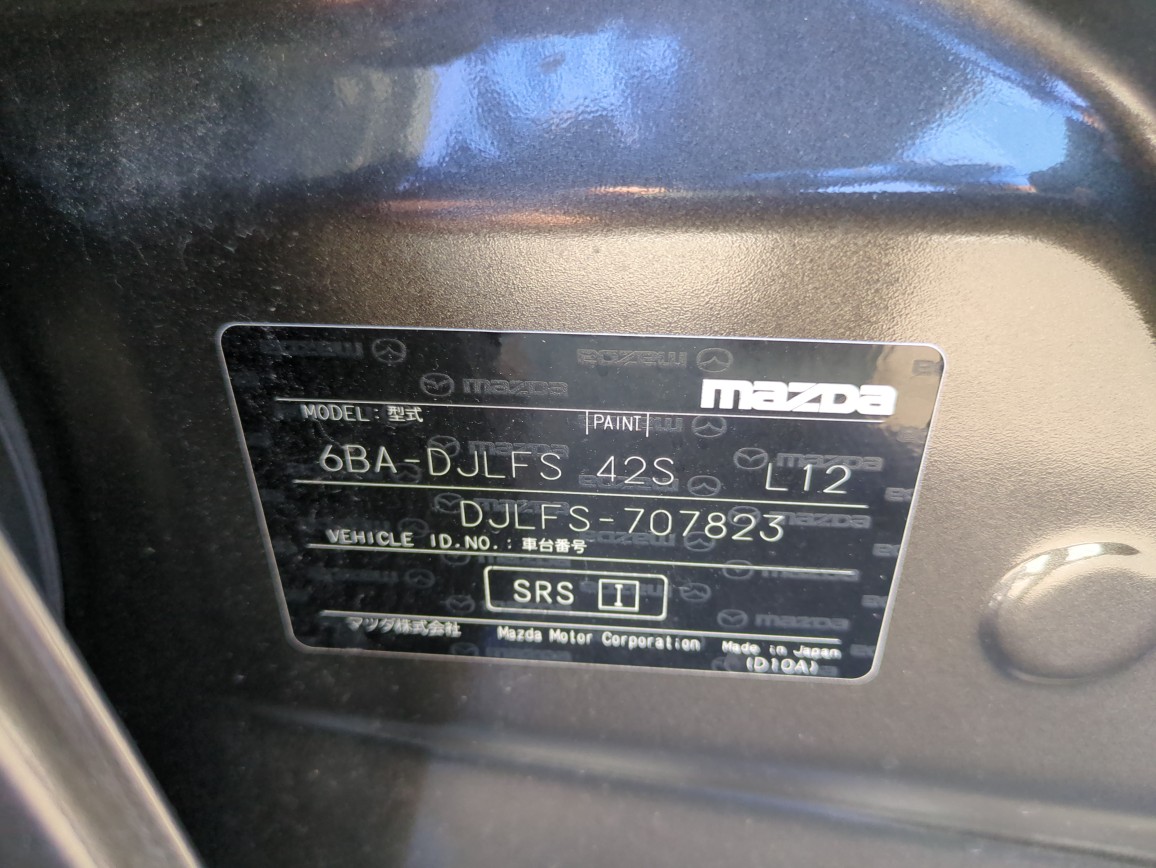 mazda
MODEL : 型式 PAINT
6BA-DJLFS 42S L12
DJLFS-707823
VEHICLE ID.NO. : 車台番号
SRS I
マツダ株式会社 Mazda Motor Corporation Made in Japan
(D10A)